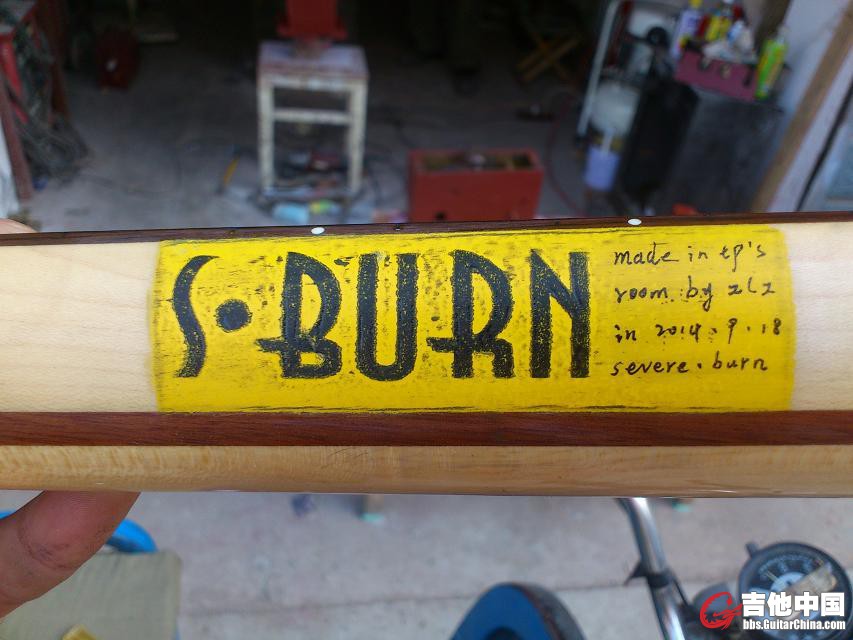 S·BURN
made in ep's
room by zlz
in 2014.9.18
severe.burn
吉他中国
bbs.GuitarChina.com